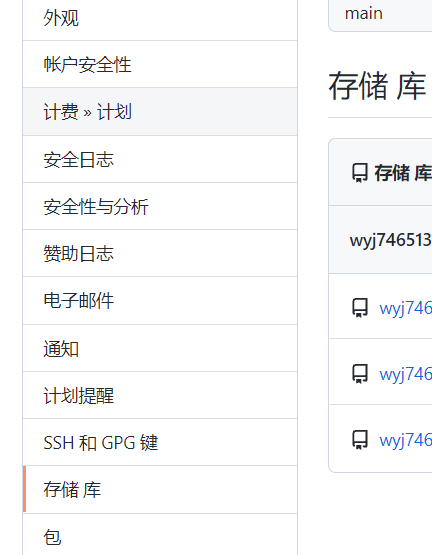 外观
帐户安全性
计费 » 计划
安全日志
安全性与分析
赞助日志
电子邮件
通知
计划提醒
SSH 和 GPG 键
存储 库
包
main
存储 库
存储 库
wyj746513
wyj746
wyj746
wyj746